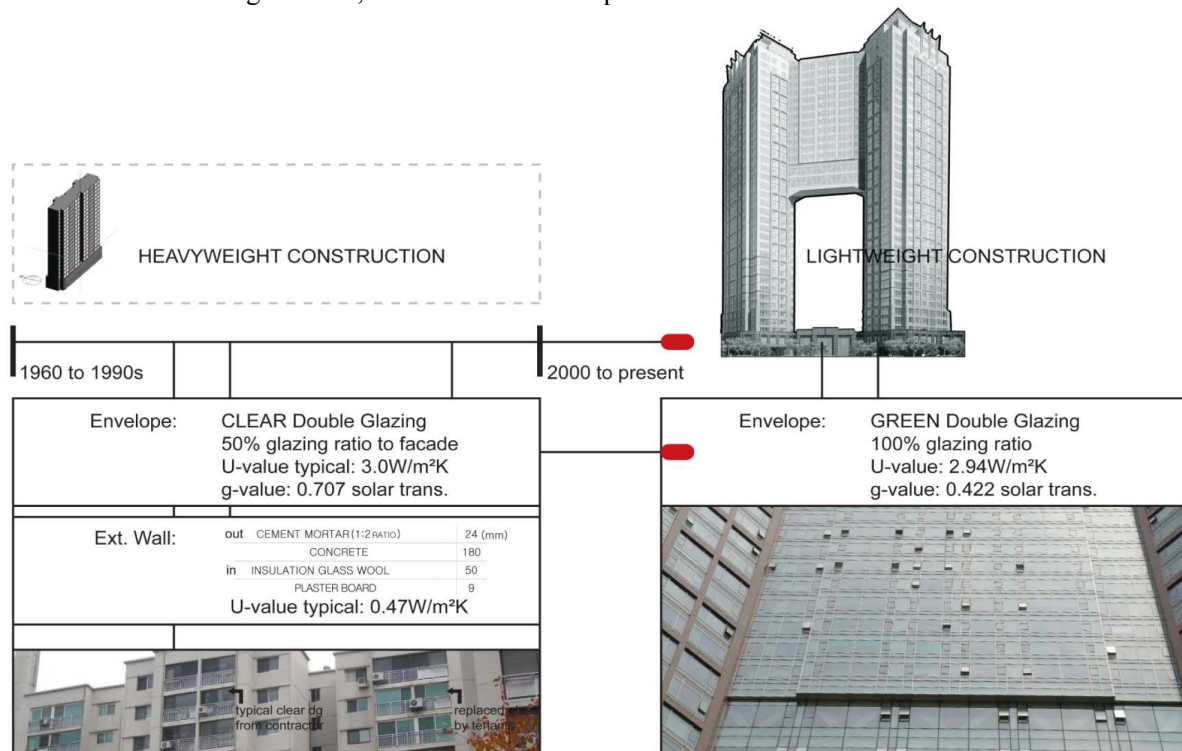 HEAVYWEIGHT CONSTRUCTION
LIGHTWEIGHT CONSTRUCTION
1960 to 1990s
2000 to present
Envelope: CLEAR Double Glazing
50% glazing ratio to facade
U-value typical: 3.0W/m²K
g-value: 0.707 solar trans.
Ext. Wall: out CEMENT MORTAR(1:2RATIO) 24 (mm)
CONCRETE 180
in INSULATION GLASS WOOL 50
PLASTER BOARD 9
U-value typical: 0.47W/m²K
typical clear dg
from contractor
replaced
by tenants
Envelope: GREEN Double Glazing
100% glazing ratio
U-value: 2.94W/m²K
g-value: 0.422 solar trans.